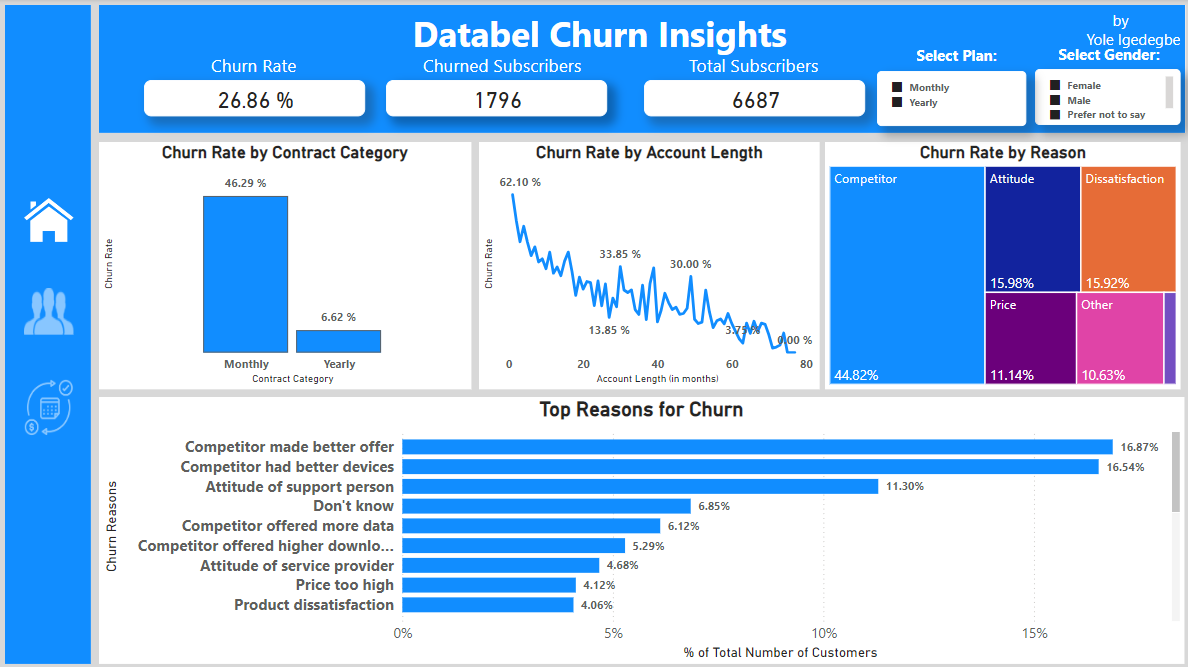 Databel Churn Insights
by
Yole Igedegbe
Churn Rate
26.86 %
Churned Subscribers
1796
Total Subscribers
6687
Select Plan:
Monthly
Yearly
Select Gender:
Female
Male
Prefer not to say
Churn Rate by Contract Category
Churn Rate
46.29 %
6.62 %
Monthly
Yearly
Contract Category
Churn Rate by Account Length
Churn Rate
62.10 %
33.85 %
30.00 %
13.85 %
3.75 %
0.00 %
0
20
40
60
80
Account Length (in months)
Churn Rate by Reason
Competitor
44.82%
Attitude
15.98%
Dissatisfaction
15.92%
Price
11.14%
Other
10.63%
Top Reasons for Churn
Churn Reasons
Competitor made better offer 16.87%
Competitor had better devices 16.54%
Attitude of support person 11.30%
Don't know 6.85%
Competitor offered more data 6.12%
Competitor offered higher downlo... 5.29%
Attitude of service provider 4.68%
Price too high 4.12%
Product dissatisfaction 4.06%
0% 5% 10% 15%
% of Total Number of Customers